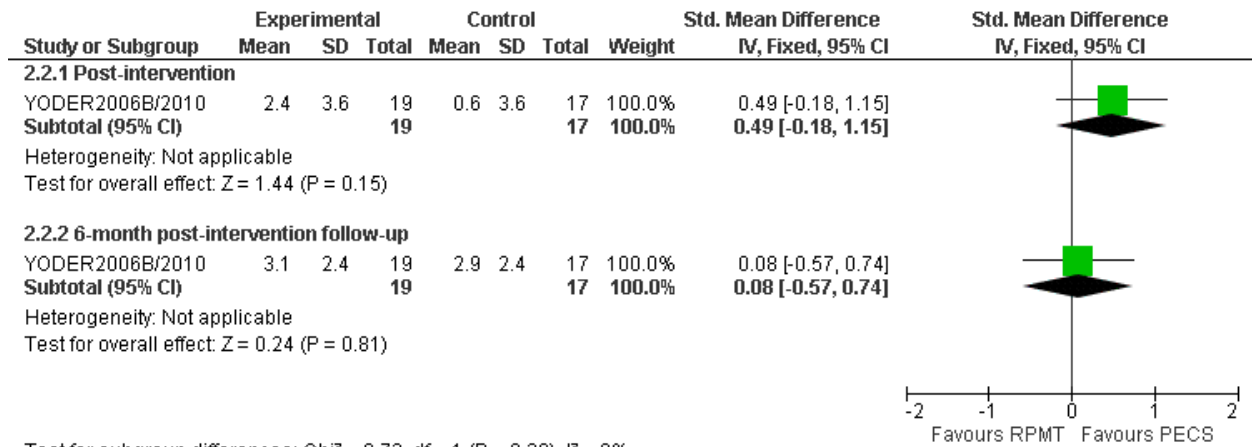 Experimental Control Std. Mean Difference Std. Mean Difference
Study or Subgroup Mean SD Total Mean SD Total Weight IV, Fixed, 95% CI IV, Fixed, 95% CI
2.2.1 Post-intervention
YODER2006B/2010 2.4 3.6 19 0.6 3.6 17 100.0% 0.49 [-0.18, 1.15]
Subtotal (95% CI) 19 17 100.0% 0.49 [-0.18, 1.15]
Heterogeneity: Not applicable
Test for overall effect: Z = 1.44 (P = 0.15)
2.2.2 6-month post-intervention follow-up
YODER2006B/2010 3.1 2.4 19 2.9 2.4 17 100.0% 0.08 [-0.57, 0.74]
Subtotal (95% CI) 19 17 100.0% 0.08 [-0.57, 0.74]
Heterogeneity: Not applicable
Test for overall effect: Z = 0.24 (P = 0.81)
-2 -1 0 1 2
Favours RPMT Favours PECS